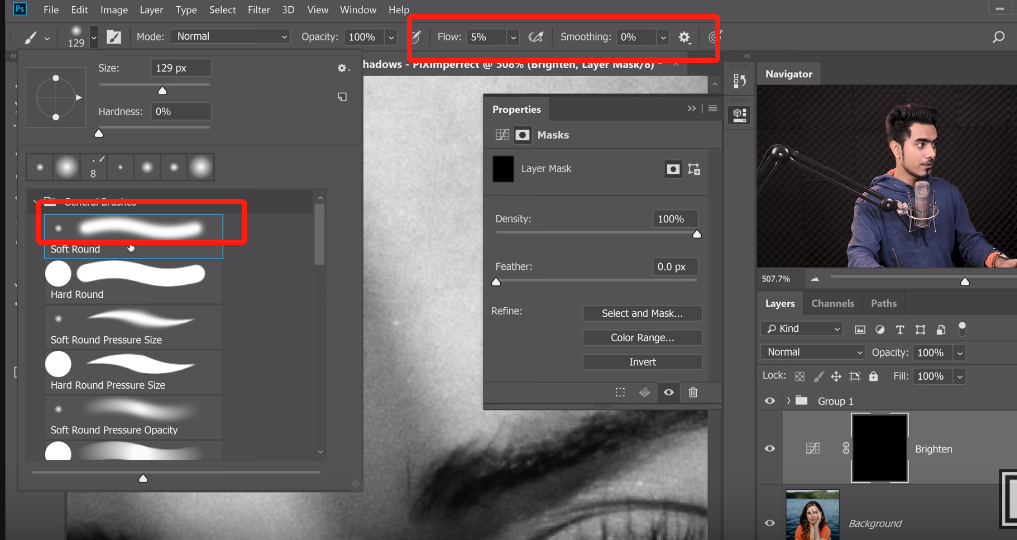 Ps File Edit Image Layer Type Select Filter 3D View Window Help
129 Mode: Normal Opacity: 100% Flow: 5% Smoothing: 0%
hadows - PiXimperfect @ 508% (Brighten, Layer Mask/8) * ×
Size: 129 px
Hardness: 0%
8
General Brushes
Soft Round
Hard Round
Soft Round Pressure Size
Hard Round Pressure Size
Soft Round Pressure Opacity
Properties
Masks
Layer Mask
Density: 100%
Feather: 0.0 px
Refine: Select and Mask...
Color Range...
Invert
Navigator
507.7%
Layers Channels Paths
Kind
Normal Opacity: 100%
Lock: Fill: 100%
Group 1
Brighten
Background